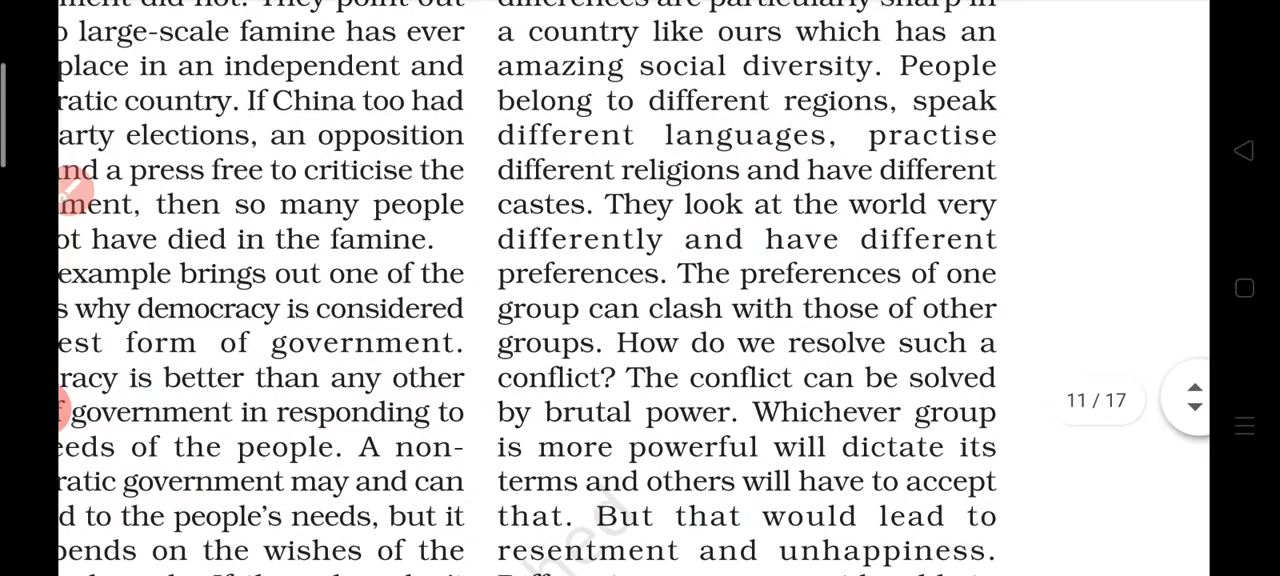 large-scale famine has ever
place in an independent and
ratic country. If China too had
arty elections, an opposition
nd a press free to criticise the
ment, then so many people
ot have died in the famine.
example brings out one of the
s why democracy is considered
est form of government.
racy is better than any other
government in responding to
eeds of the people. A non-
ratic government may and can
d to the people's needs, but it
pends on the wishes of the
a country like ours which has an
amazing social diversity. People
belong to different regions, speak
different languages, practise
different religions and have different
castes. They look at the world very
differently and have different
preferences. The preferences of one
group can clash with those of other
groups. How do we resolve such a
conflict? The conflict can be solved
by brutal power. Whichever group
is more powerful will dictate its
terms and others will have to accept
that. But that would lead to
resentment and unhappiness.
11 / 17